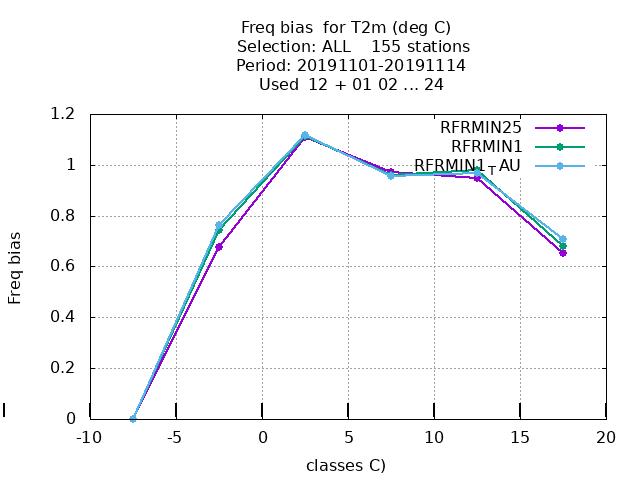 Freq bias  for T2m (deg C)
Selection: ALL    155 stations
Period: 20191101-20191114
Used  12 + 01 02 ... 24
RFRMIN25
RFRMIN1
RFRMIN1_TAU
1.2
1
0.8
0.6
0.4
0.2
0
Freq bias
-10
-5
0
5
10
15
20
classes C)